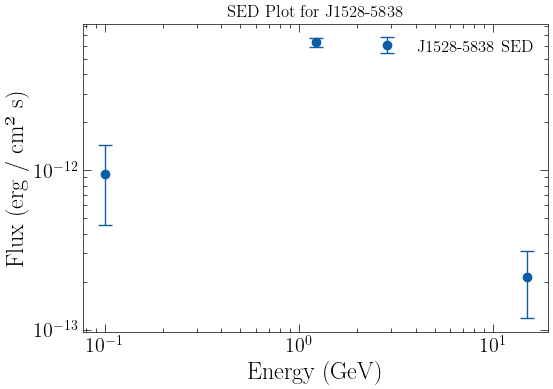 SED Plot for J1528-5838
J1528-5838 SED
Flux (erg / cm² s)
10⁻¹²
10⁻¹³
10⁻¹
10⁰
10¹
Energy (GeV)